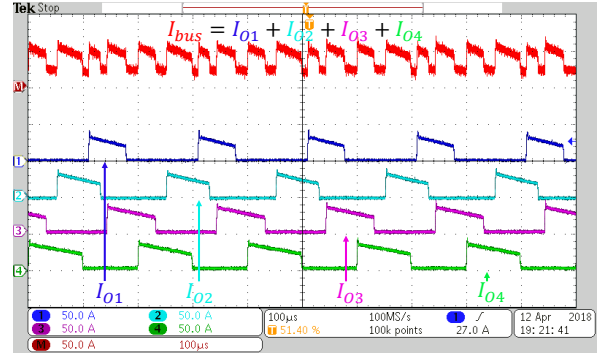 Tek Stop
T
I_bus = I_O1 + I_O2 + I_O3 + I_O4
T
M
1
2
3
4
I_O1 I_O2 I_O3 I_O4
1 50.0 A 2 50.0 A 100µs 100MS/s 1 ʃ 12 Apr 2018
3 50.0 A 4 50.0 A T 51.40 % 100k points 27.0 A 19:21:41
M 50.0 A 100µs